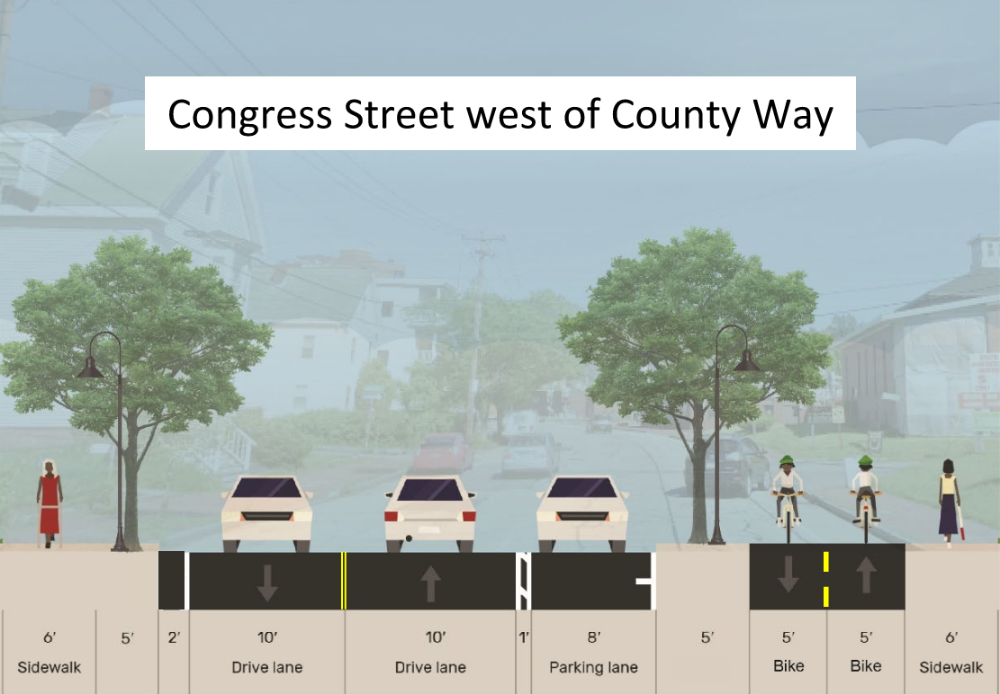 Congress Street west of County Way
6′ 5′ 2′ 10′ 10′ 1′ 8′ 5′ 5′ 5′ 6′
Sidewalk Drive lane Drive lane Parking lane Bike Bike Sidewalk